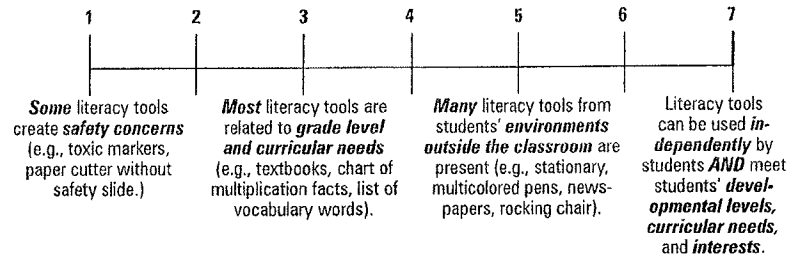 1 2 3 4 5 6 7
Some literacy tools
create safety concerns
(e.g., toxic markers,
paper cutter without
safety slide.)
Most literacy tools are
related to grade level
and curricular needs
(e.g., textbooks, chart of
multiplication facts, list of
vocabulary words).
Many literacy tools from
students' environments
outside the classroom are
present (e.g., stationary,
multicolored pens, news-
papers, rocking chair).
Literacy tools
can be used in-
dependently by
students AND meet
students' devel-
opmental levels,
curricular needs,
and interests.